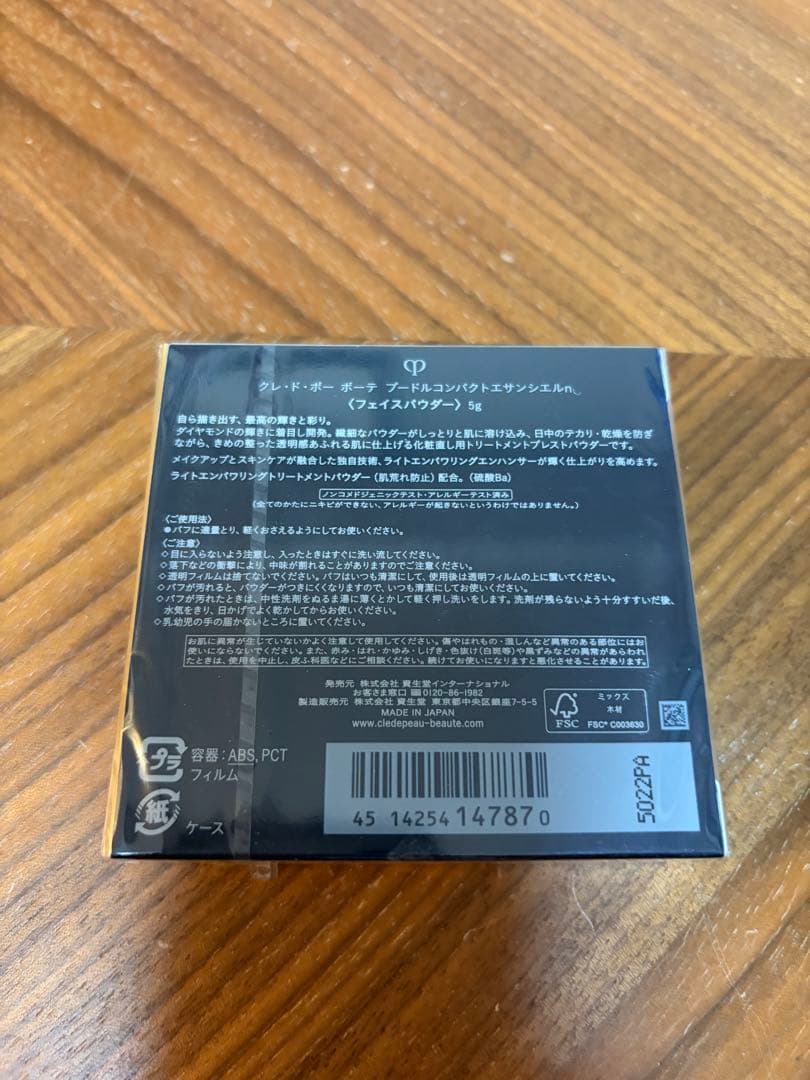 クレ・ド・ポー ボーテ プードルコンパクトエサンシエルn
〈フェイスパウダー〉5g
自ら描き出す、最高の輝きと彩り。
ダイヤモンドの輝きに着目し開発。繊細なパウダーがしっとりと肌に溶け込み、日中のテカリ・乾燥を防ぎ
ながら、きめの整った透明感あふれる肌に仕上げる化粧直し用トリートメントプレストパウダーです。
メイクアップとスキンケアが融合した独自技術、ライトエンパワリングエンハンサーが輝く仕上がりを高めます。
ライトエンパワリングトリートメントパウダー（肌荒れ防止）配合。（硫酸Ba）
ノンコメドジェニックテスト・アレルギーテスト済み
（全てのかたにニキビができない、アレルギーが起きないというわけではありません。）
〈ご使用法〉
●パフに適量とり、軽くおさえるようにしてお使いください。
〈ご注意〉
◇目に入らないよう注意し、入ったときはすぐに洗い流してください。
◇落下などの衝撃により、中味が割れることがありますのでご注意ください。
◇透明フィルムは捨てないでください。パフはいつも清潔にして、使用後は透明フィルムの上に置いてください。
◇パフが汚れると、パウダーがつきにくくなりますので、いつも清潔にしてお使いください。
◇パフが汚れたときは、中性洗剤をぬるま湯に薄くとかして軽く押し洗いをします。洗剤が残らないよう十分すすいだ後、
水気をきり、日かげでよく乾かしてからお使いください。
◇乳幼児の手の届かないところに置いてください。
お肌に異常が生じていないかよく注意して使用してください。傷やはれもの・湿しんなど異常のある部位にはお
使いにならないでください。また、赤み・はれ・かゆみ・しげき・色抜け(白斑等)や黒ずみなどの異常があらわれ
たときは、使用を中止し、皮ふ科医などにご相談ください。続けてお使いになりますと悪化させることがあります。
発売元 株式会社 資生堂インターナショナル
お客さま窓口 0120-86-1982
製造販売元 株式会社 資生堂 東京都中央区銀座7-5-5
MADE IN JAPAN
www.cledepeau-beaute.com
FSC
ミックス
木材
FSC® C003630
プラ
容器：ABS, PCT
フィルム
紙
ケース
45 14254 14787 0
5022PA